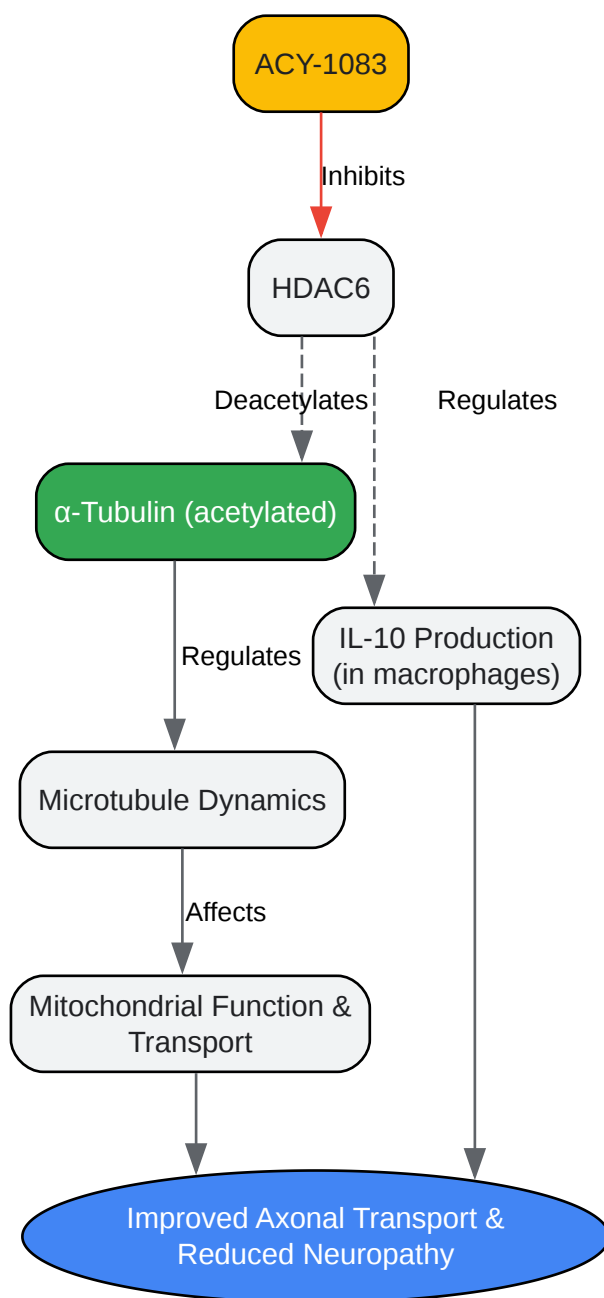 ACY-1083
Inhibits
HDAC6
Deacetylates
Regulates
α-Tubulin (acetylated)
IL-10 Production
(in macrophages)
Regulates
Microtubule Dynamics
Affects
Mitochondrial Function &
Transport
Improved Axonal Transport &
Reduced Neuropathy